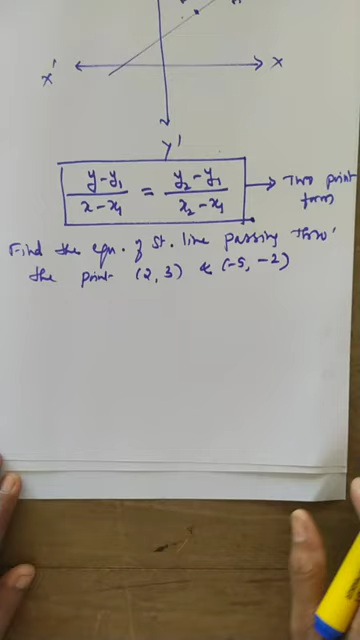 x'
x
y'
y-y₁ / x-x₁ = y₂-y₁ / x₂-x₁ → Two point form
Find the eqn. of st. line passing thro'
the point (2, 3) & (-5, -2)